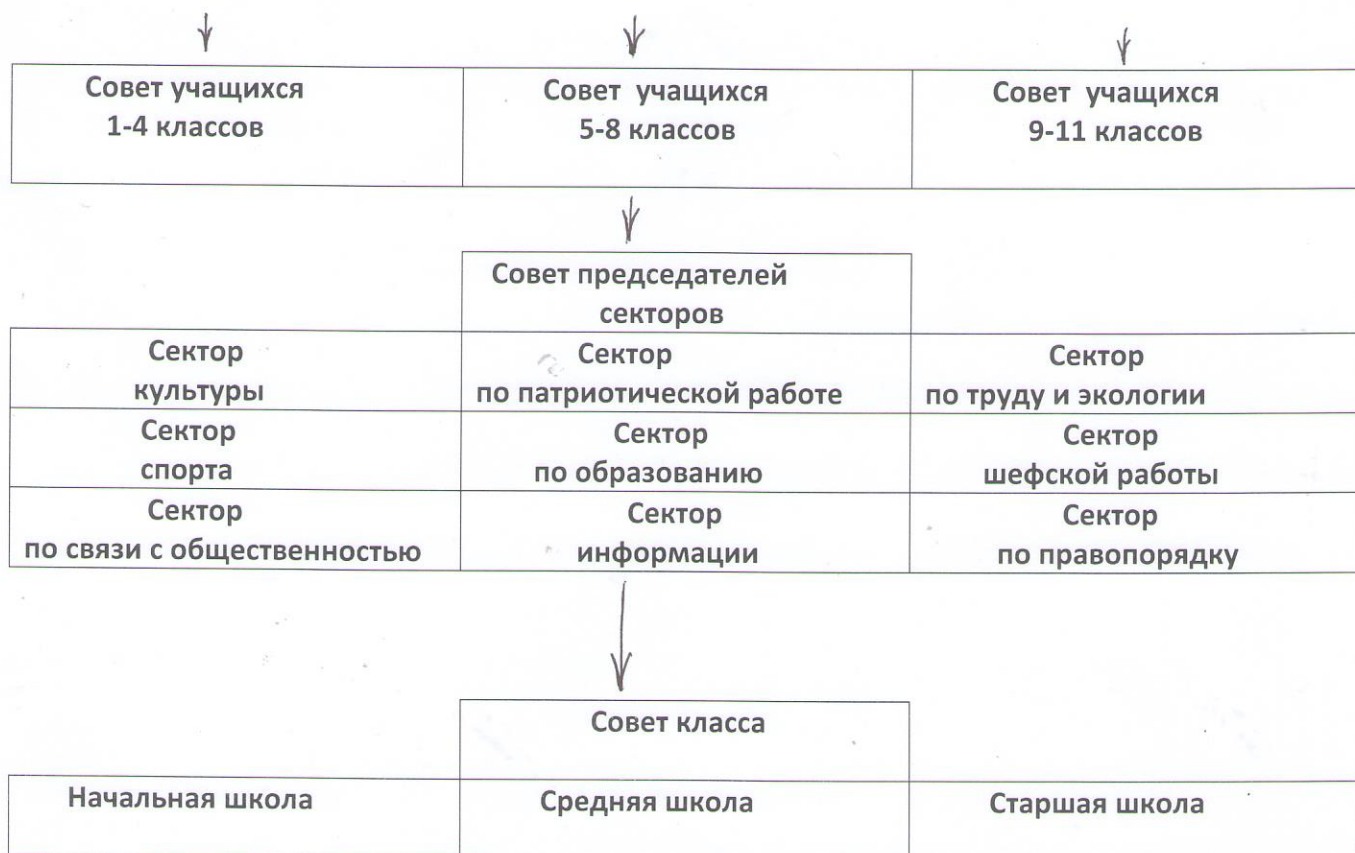 Совет учащихся
1-4 классов
Совет учащихся
5-8 классов
Совет учащихся
9-11 классов
Совет председателей
секторов
Сектор
культуры
Сектор
по патриотической работе
Сектор
по труду и экологии
Сектор
спорта
Сектор
по образованию
Сектор
шефской работы
Сектор
по связи с общественностью
Сектор
информации
Сектор
по правопорядку
Совет класса
Начальная школа
Средняя школа
Старшая школа